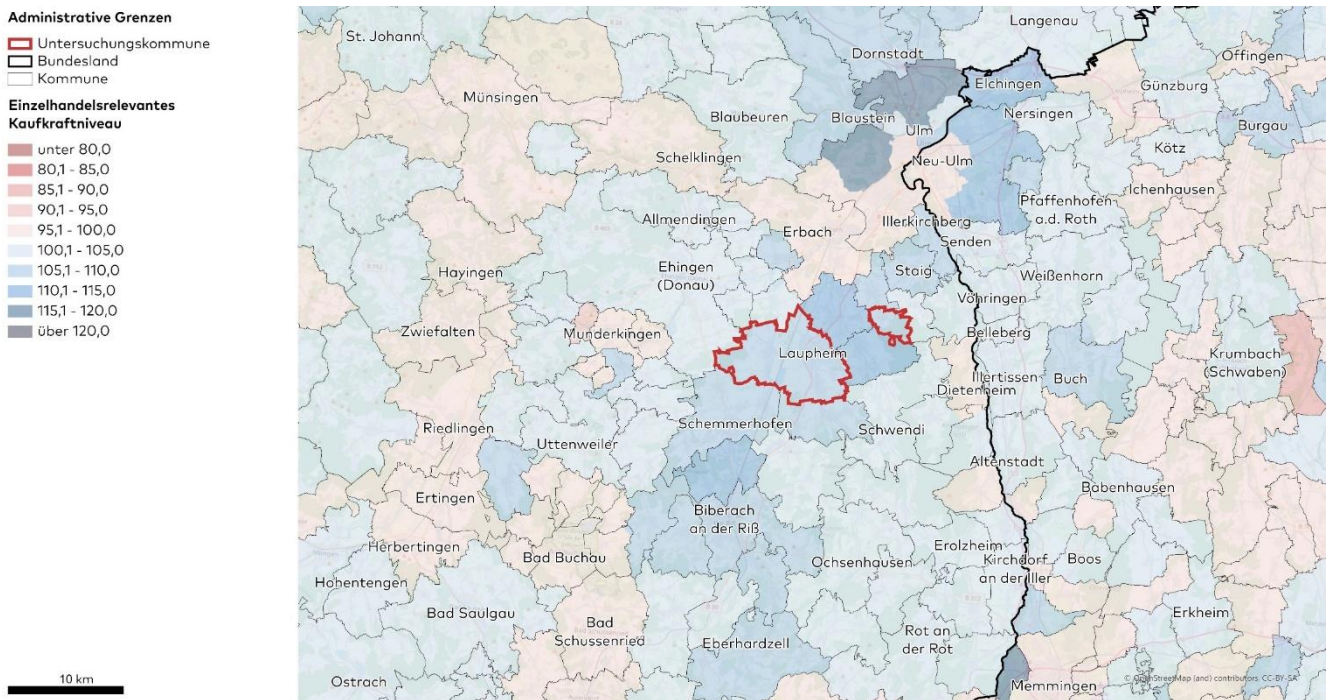 Administrative Grenzen
Untersuchungskommune
Bundesland
Kommune
Einzelhandelsrelevantes
Kaufkraftniveau
unter 80,0
80,1 - 85,0
85,1 - 90,0
90,1 - 95,0
95,1 - 100,0
100,1 - 105,0
105,1 - 110,0
110,1 - 115,0
115,1 - 120,0
über 120,0
10 km
St. Johann
Langenau
Dornstadt
Offingen
Elchingen
Günzburg
Münsingen
Blaubeuren
Blaustein
Nersingen
Burgau
Ulm
Kötz
Schelklingen
Neu-Ulm
Ichenhausen
Pfaffenhofen
a.d. Roth
Allmendingen
Illerkirchberg
Erbach
Senden
Hayingen
Ehingen
(Donau)
Staig
Weißenhorn
Vöhringen
Zwiefalten
Munderkingen
Belleberg
Laupheim
Krumbach
(Schwaben)
Illertissen
Buch
Dietenheim
Riedlingen
Schemmerhofen
Schwendi
Uttenweiler
Altenstadt
Babenhausen
Ertingen
Biberach
an der Riß
Herbertingen
Bad Buchau
Erolzheim
Ochsenhausen
Kirchdorf
an der Iller
Boos
Hohentengen
Bad Saulgau
Erkheim
Bad
Schussenried
Eberhardzell
Rot an
der Rot
Ostrach
Memmingen
© OpenStreetMap (and) contributors, CC-BY-SA